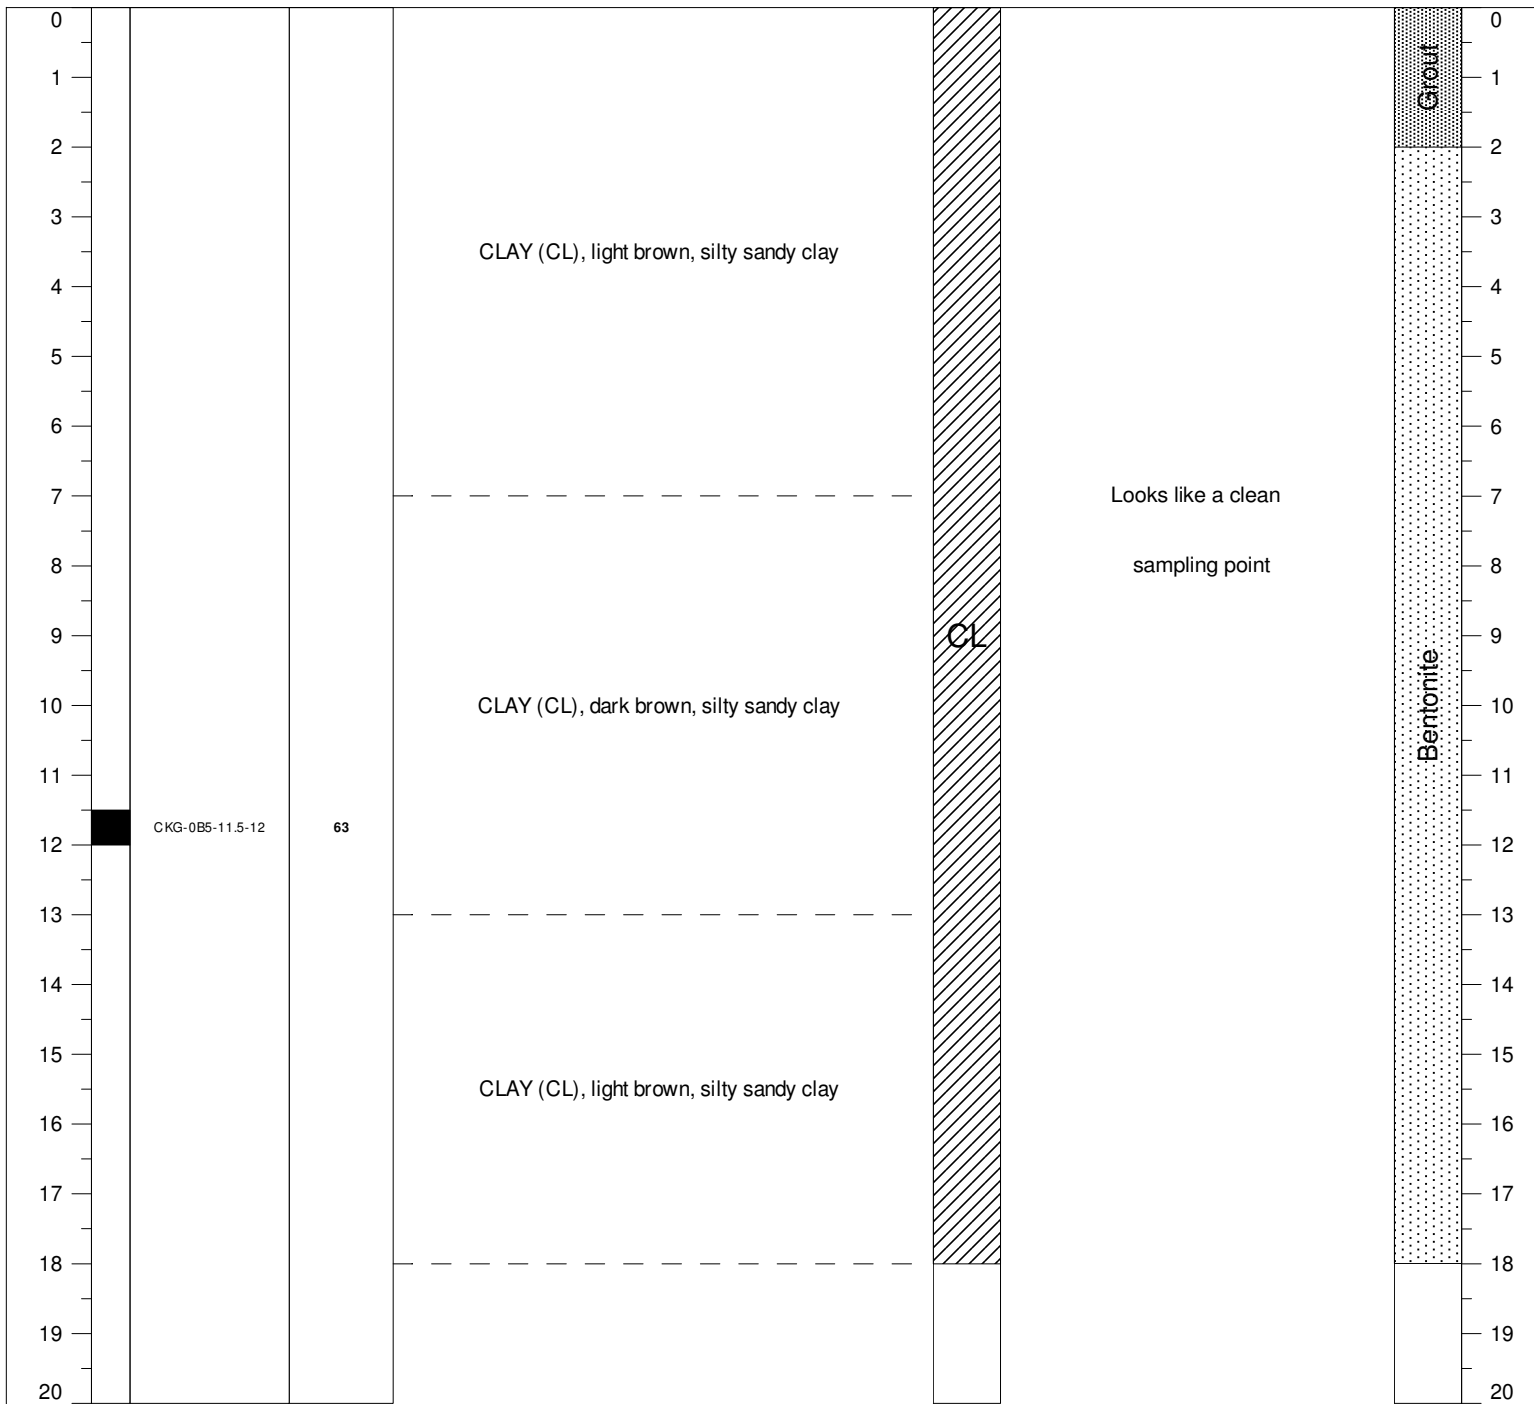 0 0
1 Grout 1
2 2
3 3
CLAY (CL), light brown, silty sandy clay
4 4
5 5
6 6
7 Looks like a clean 7
8 sampling point 8
9 CL 9
Bentonite
10 CLAY (CL), dark brown, silty sandy clay 10
11 11
CKG-0B5-11.5-12 63
12 12
13 13
14 14
15 15
CLAY (CL), light brown, silty sandy clay
16 16
17 17
18 18
19 19
20 20